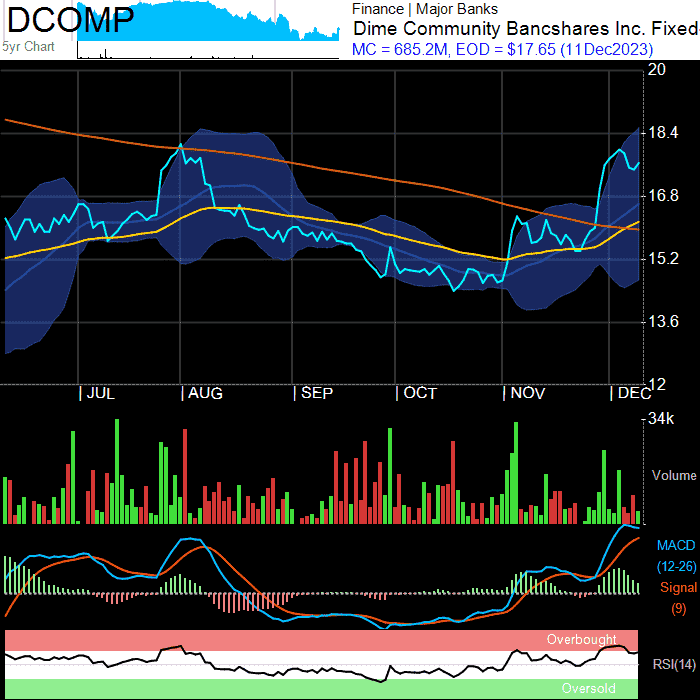 DCOMP
5yr Chart
Finance | Major Banks
Dime Community Bancshares Inc. Fixed-
MC = 685.2M, EOD = $17.65 (11Dec2023)
20
18.4
16.8
15.2
13.6
12
| JUL | AUG | SEP | OCT | NOV | DEC
34k
Volume
MACD
(12-26)
Signal
(9)
Overbought
RSI(14)
Oversold